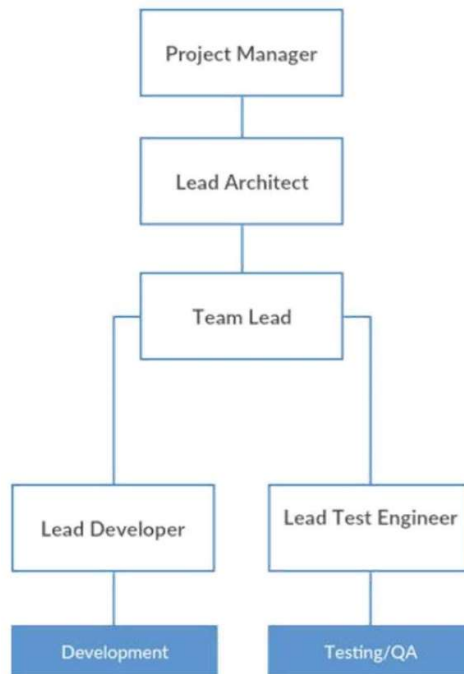 Project Manager
Lead Architect
Team Lead
Lead Developer
Lead Test Engineer
Development
Testing/QA